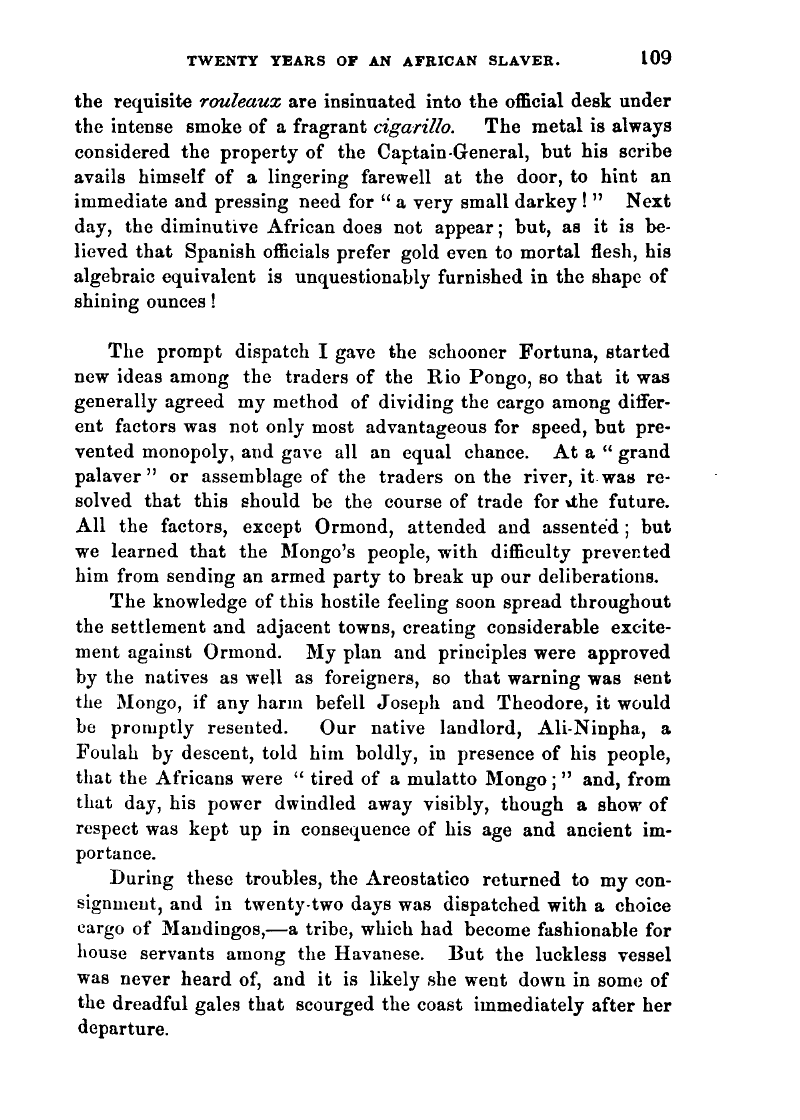 TWENTY YEARS OF AN AFRICAN SLAVER. 109
the requisite rouleaux are insinuated into the official desk under
the intense smoke of a fragrant cigarillo. The metal is always
considered the property of the Captain-General, but his scribe
avails himself of a lingering farewell at the door, to hint an
immediate and pressing need for “ a very small darkey ! ” Next
day, the diminutive African does not appear ; but, as it is be-
lieved that Spanish officials prefer gold even to mortal flesh, his
algebraic equivalent is unquestionably furnished in the shape of
shining ounces !
The prompt dispatch I gave the schooner Fortuna, started
new ideas among the traders of the Rio Pongo, so that it was
generally agreed my method of dividing the cargo among differ-
ent factors was not only most advantageous for speed, but pre-
vented monopoly, and gave all an equal chance. At a “ grand
palaver ” or assemblage of the traders on the river, it was re-
solved that this should be the course of trade for the future.
All the factors, except Ormond, attended and assented ; but
we learned that the Mongo’s people, with difficulty prevented
him from sending an armed party to break up our deliberations.
The knowledge of this hostile feeling soon spread throughout
the settlement and adjacent towns, creating considerable excite-
ment against Ormond. My plan and principles were approved
by the natives as well as foreigners, so that warning was sent
the Mongo, if any harm befell Joseph and Theodore, it would
be promptly resented. Our native landlord, Ali-Ninpha, a
Foulah by descent, told him boldly, in presence of his people,
that the Africans were “ tired of a mulatto Mongo ; ” and, from
that day, his power dwindled away visibly, though a show of
respect was kept up in consequence of his age and ancient im-
portance.
During these troubles, the Areostatico returned to my con-
signment, and in twenty-two days was dispatched with a choice
cargo of Mandingos,—a tribe, which had become fashionable for
house servants among the Havanese. But the luckless vessel
was never heard of, and it is likely she went down in some of
the dreadful gales that scourged the coast immediately after her
departure.